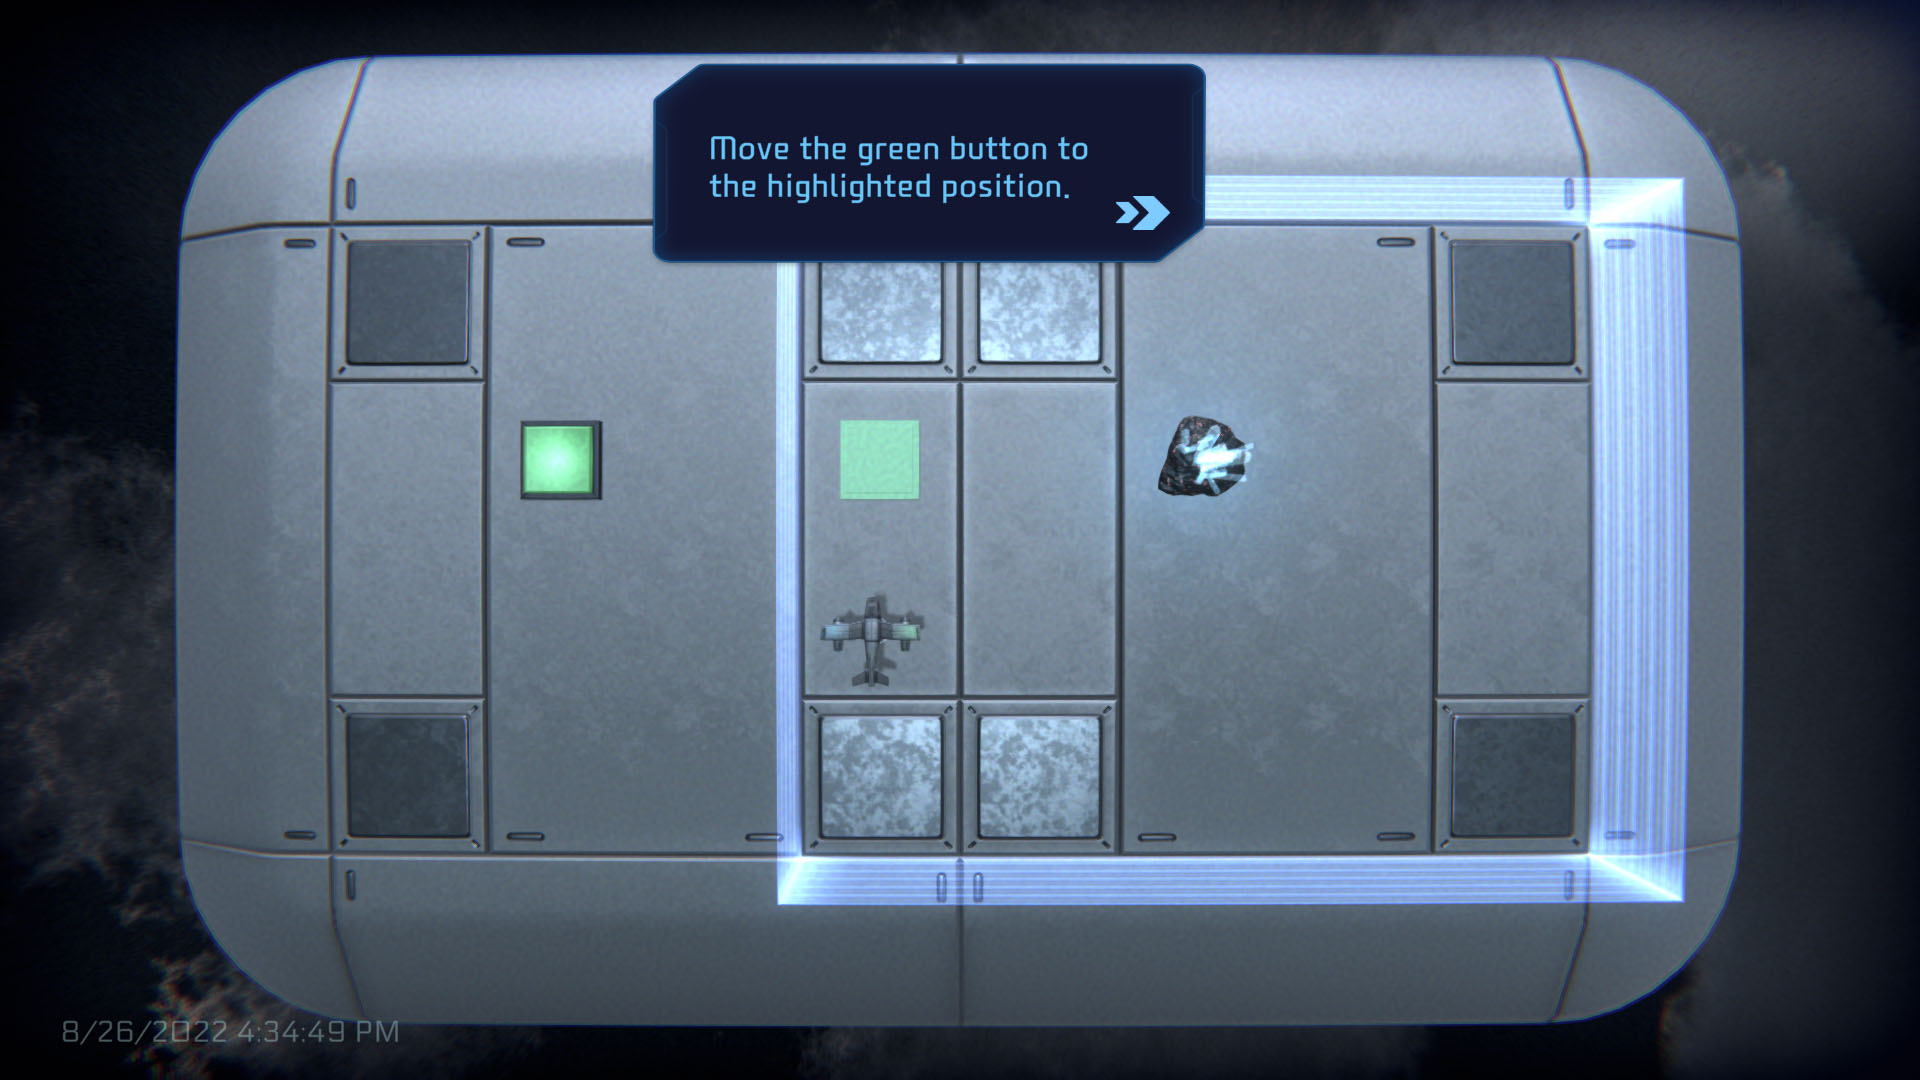 Move the green button to
the highlighted position.
8/26/2022 4:34:49 PM